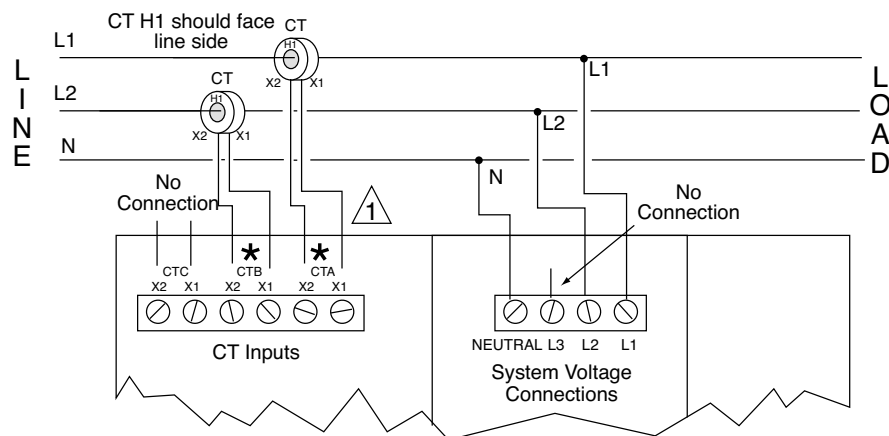 CT H1 should face
line side
CT
L1
H1
X2
X1
L1
LINE
LOAD
CT
L2
H1
X2
X1
L2
N
N
No
Connection
1
No
Connection
*
*
CTC
CTB
CTA
X2
X1
X2
X1
X2
X1
CT Inputs
NEUTRAL
L3
L2
L1
System Voltage
Connections